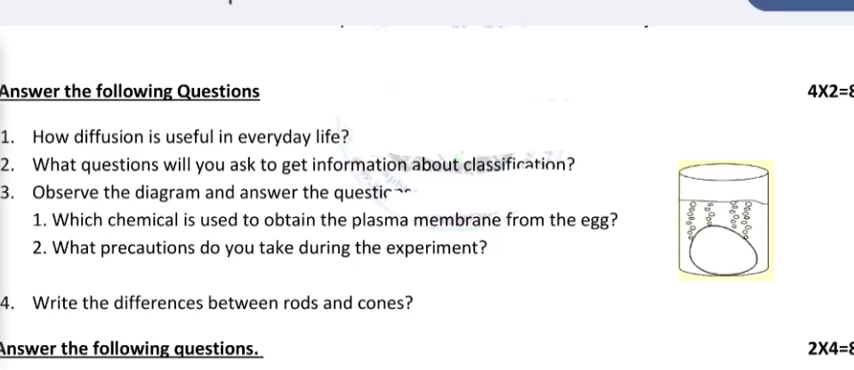 Answer the following Questions 4X2=8
1. How diffusion is useful in everyday life?
2. What questions will you ask to get information about classification?
3. Observe the diagram and answer the
1. Which chemical is used to obtain the plasma membrane from the egg?
2. What precautions do you take during the experiment?
4. Write the differences between rods and cones?
Answer the following questions. 2X4=8